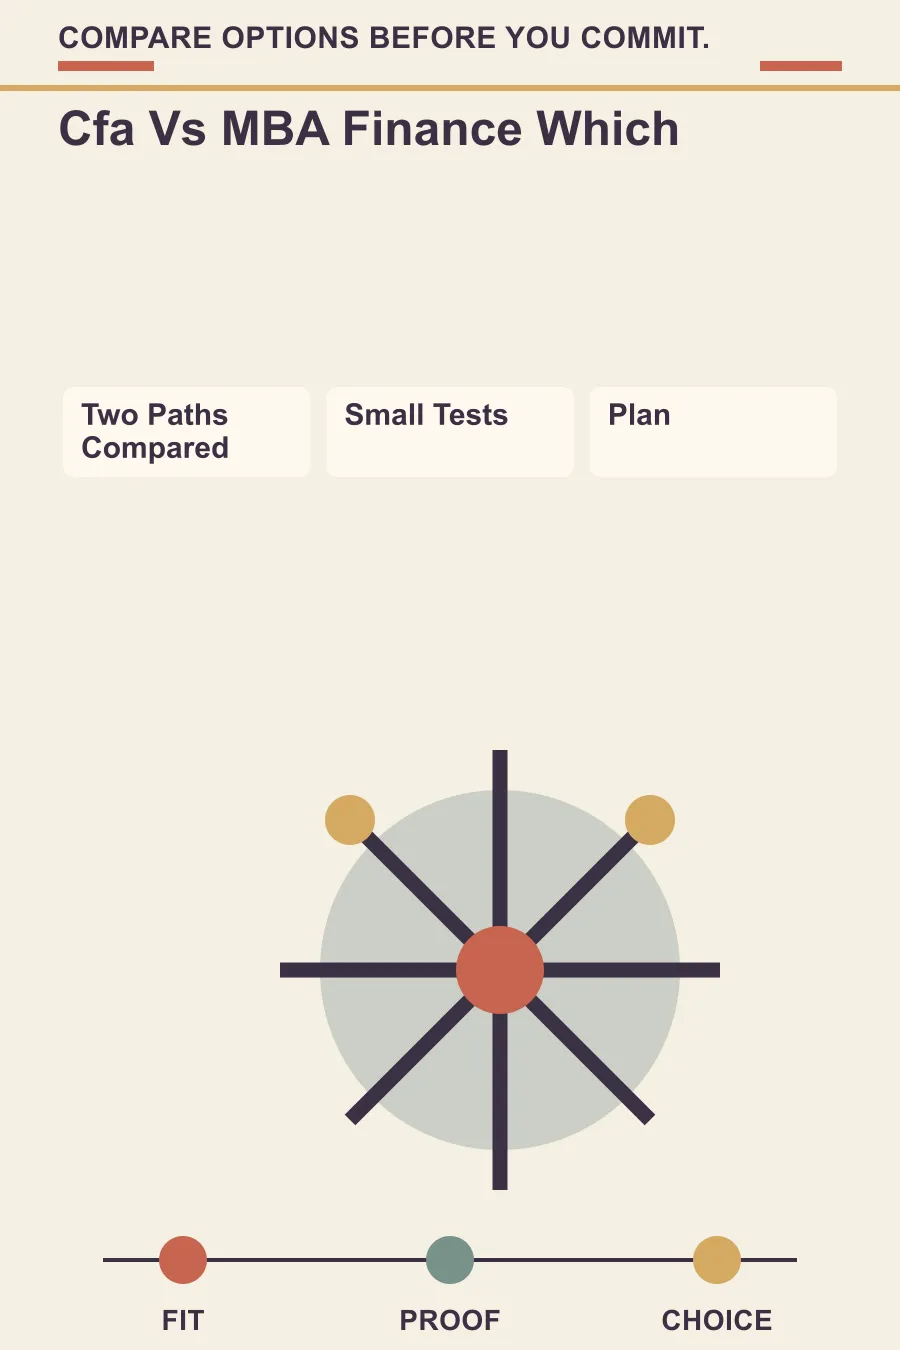 COMPARE OPTIONS BEFORE YOU COMMIT.
Cfa Vs MBA Finance Which
Two Paths
Compared
Small Tests
Plan
FIT
PROOF
CHOICE